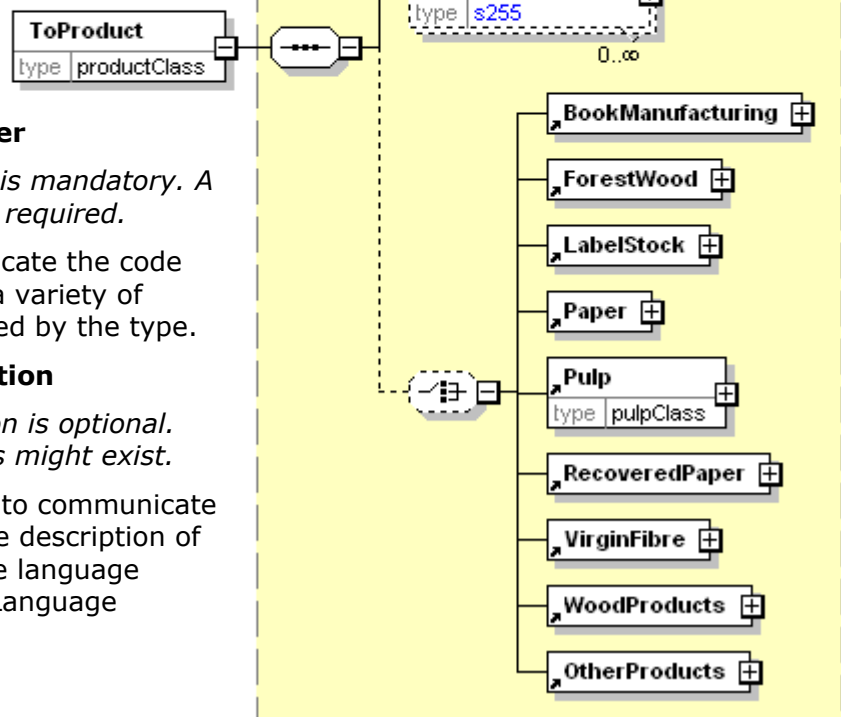 type s255
0..∞
ToProduct
type productClass
er
is mandatory. A
required.
cate the code
a variety of
ed by the type.
tion
n is optional.
s might exist.
to communicate
e description of
e language
Language
BookManufacturing
ForestWood
LabelStock
Paper
Pulp
type pulpClass
RecoveredPaper
VirginFibre
WoodProducts
OtherProducts